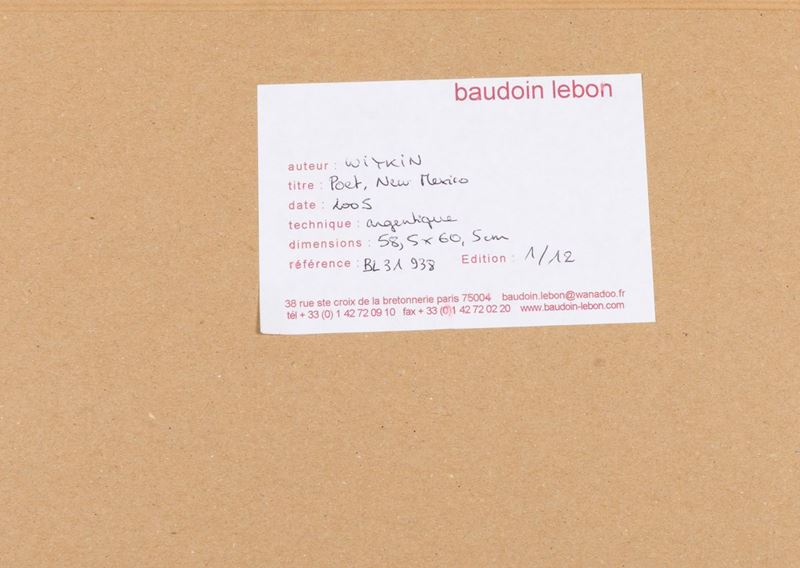 baudoin lebon
auteur : WiTKiN
titre : Poet, New Mexico
date : 2005
technique : argentique
dimensions : 58,5 x 60,5cm
référence : BL31 938 Edition : 1/12
38 rue ste croix de la bretonnerie paris 75004 baudoin.lebon@wanadoo.fr
tél + 33 (0) 1 42 72 09 10 fax + 33 (0)1 42 72 02 20 www.baudoin-lebon.com